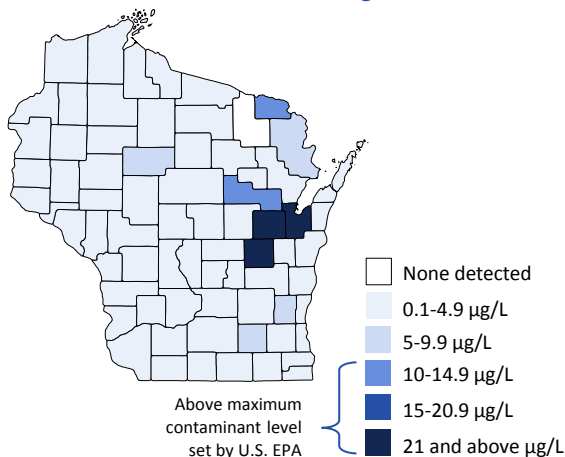 None detected
0.1-4.9 µg/L
5-9.9 µg/L
10-14.9 µg/L
15-20.9 µg/L
21 and above µg/L
Above maximum
contaminant level
set by U.S. EPA